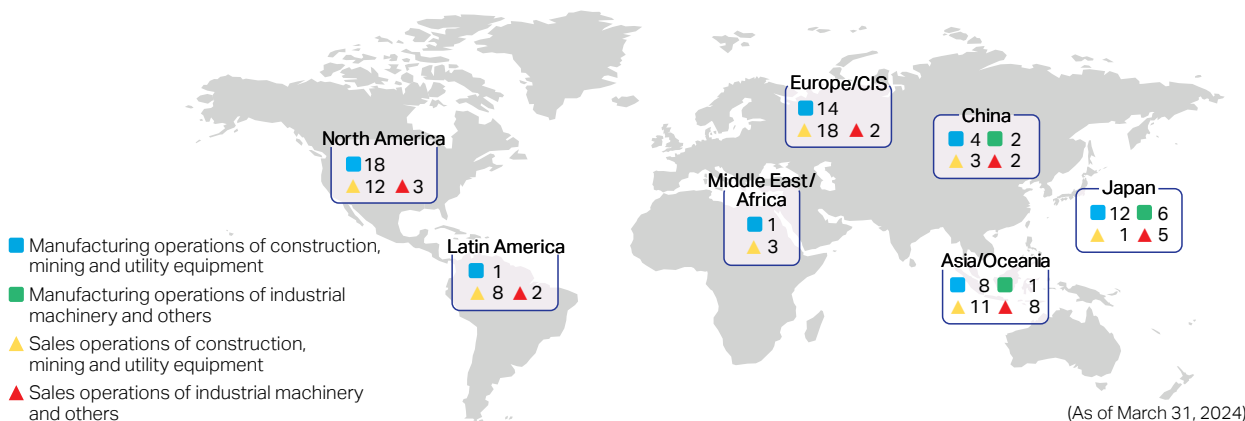 Europe/CIS
14
18 2
China
4 2
3 2
North America
18
12 3
Middle East/
Africa
1
3
Japan
12 6
1 5
Latin America
1
8 2
Asia/Oceania
8 1
11 8
Manufacturing operations of construction,
mining and utility equipment
Manufacturing operations of industrial
machinery and others
Sales operations of construction,
mining and utility equipment
Sales operations of industrial machinery
and others
(As of March 31, 2024)